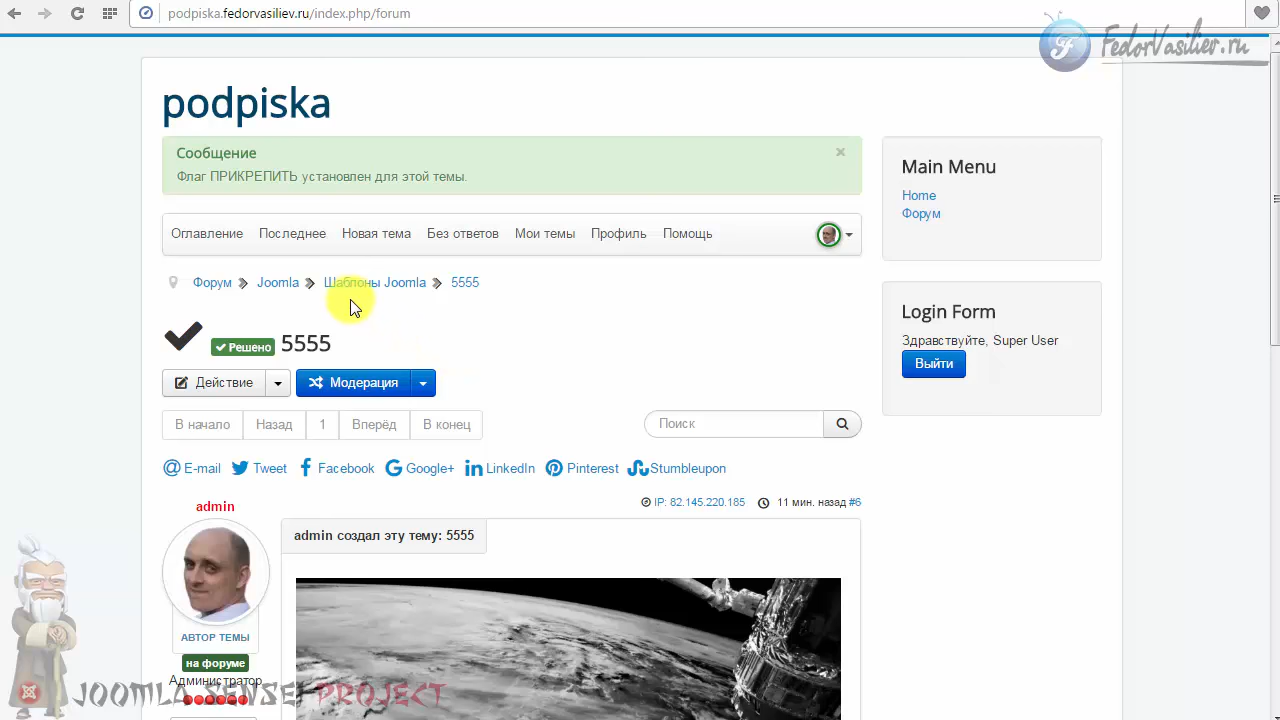 podpiska.fedorvasiliev.ru/index.php/forum
FedorVasiliev.ru
podpiska
Сообщение
×
Флаг ПРИКРЕПИТЬ установлен для этой темы.
Main Menu
Home
Форум
Оглавление Последнее Новая тема Без ответов Мои темы Профиль Помощь
Форум Joomla Шаблоны Joomla 5555
Login Form
Здравствуйте, Super User
Выйти
Решено 5555
Действие Модерация
В начало Назад 1 Вперёд В конец Поиск
E-mail Tweet Facebook Google+ LinkedIn Pinterest Stumbleupon
admin
IP: 82.145.220.185 11 мин. назад #6
admin создал эту тему: 5555
АВТОР ТЕМЫ
на форуме
Администратор
JOOMLA SENSEI PROJECT